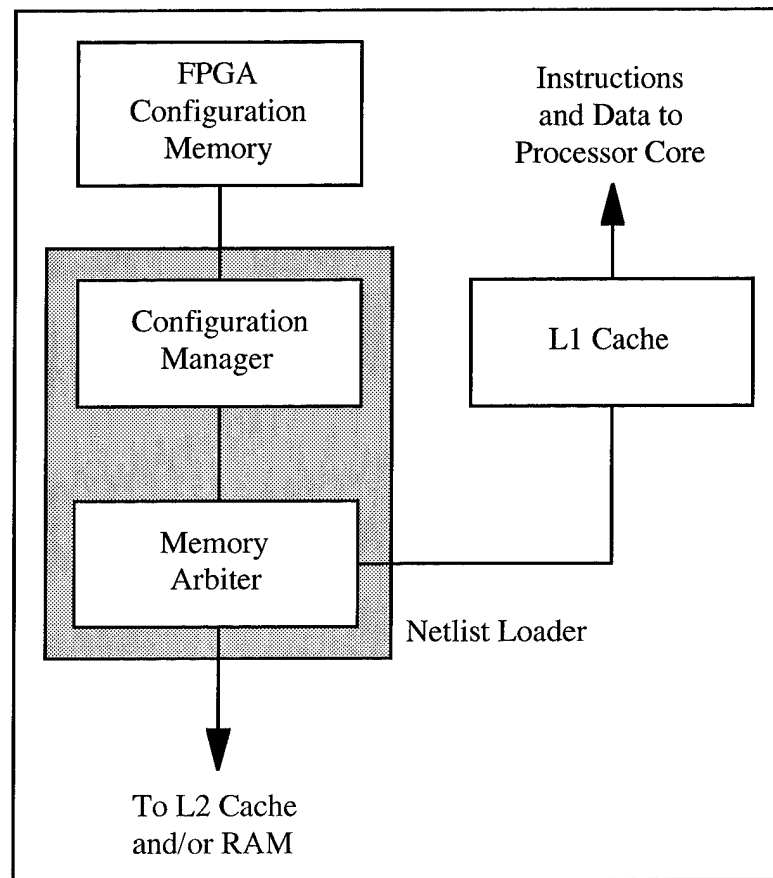 FPGA
Configuration
Memory
Instructions
and Data to
Processor Core
Configuration
Manager
L1 Cache
Memory
Arbiter
Netlist Loader
To L2 Cache
and/or RAM